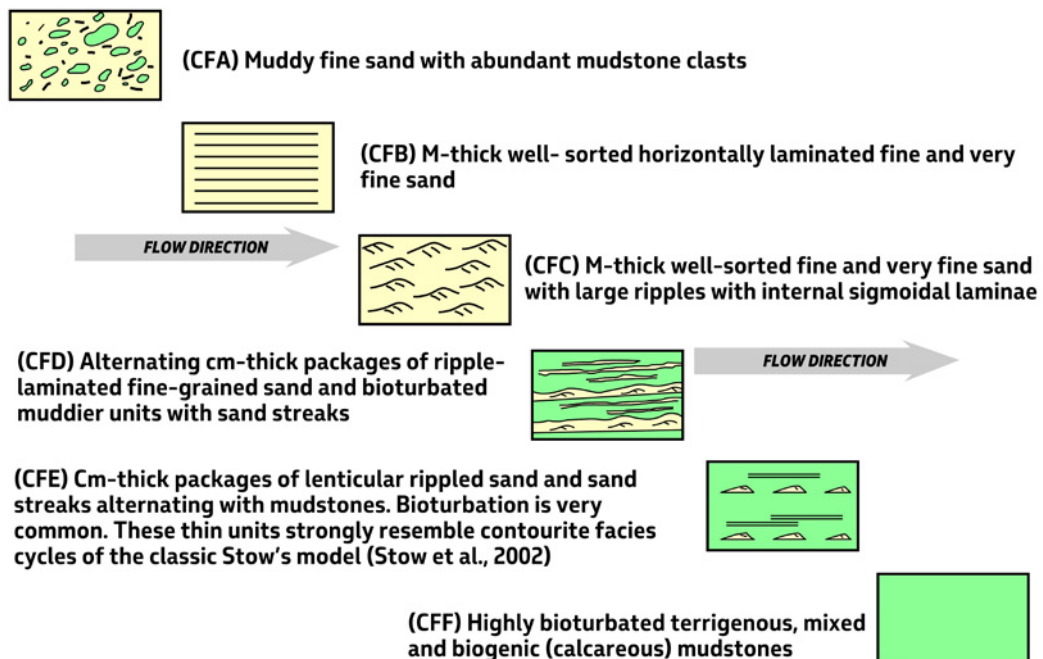 (CFA) Muddy fine sand with abundant mudstone clasts
(CFB) M-thick well- sorted horizontally laminated fine and very
fine sand
FLOW DIRECTION
(CFC) M-thick well-sorted fine and very fine sand
with large ripples with internal sigmoidal laminae
(CFD) Alternating cm-thick packages of ripple-
laminated fine-grained sand and bioturbated
muddier units with sand streaks
FLOW DIRECTION
(CFE) Cm-thick packages of lenticular rippled sand and sand
streaks alternating with mudstones. Bioturbation is very
common. These thin units strongly resemble contourite facies
cycles of the classic Stow's model (Stow et al., 2002)
(CFF) Highly bioturbated terrigenous, mixed
and biogenic (calcareous) mudstones